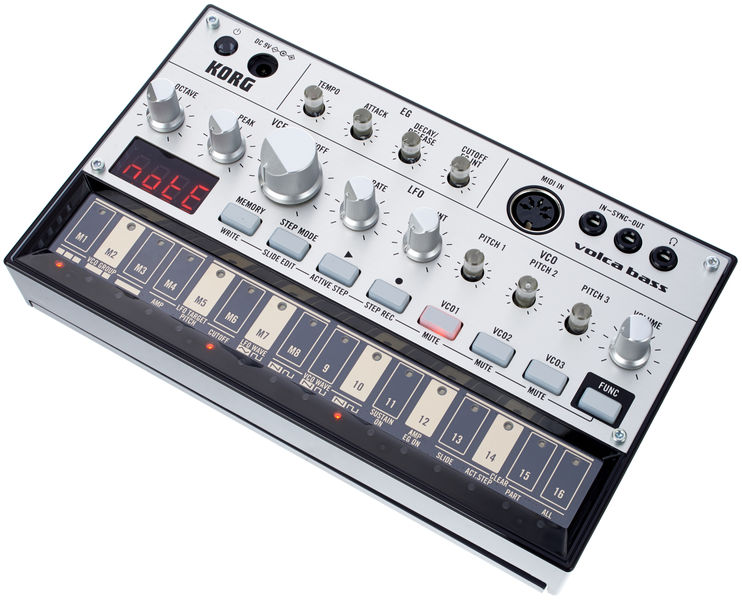 DC 9V
KORG
TEMPO
EG
ATTACK
DECAY/
RELEASE
CUTOFF
OCTAVE
PEAK
VCF
LFO
MIDI IN
IN-SYNC-OUT
volca bass
notE
MEMORY
WRITE
STEP MODE
SLIDE EDIT
ACTIVE STEP
STEP REC
PITCH 1
VCO
PITCH 2
PITCH 3
VOLUME
VCO1
MUTE
VCO2
MUTE
VCO3
MUTE
FUNC
M1
M2
M3
M4
M5
M6
M7
M8
9
10
11
12
13
14
15
16
VCO GROUP
AMP
LFO TARGET
PITCH
CUTOFF
LFO WAVE
VCO WAVE
SUSTAIN
ON
AMP
EG ON
SLIDE
ACT.STEP
CLEAR
PART
ALL